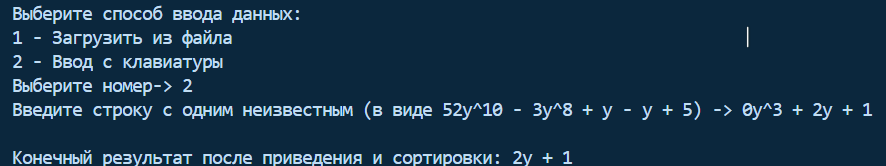 Выберите способ ввода данных:
1 - Загрузить из файла
2 - Ввод с клавиатуры
Выберите номер-> 2
Введите строку с одним неизвестным (в виде 52y^10 - 3y^8 + y - y + 5) -> 0y^3 + 2y + 1
Конечный результат после приведения и сортировки: 2y + 1